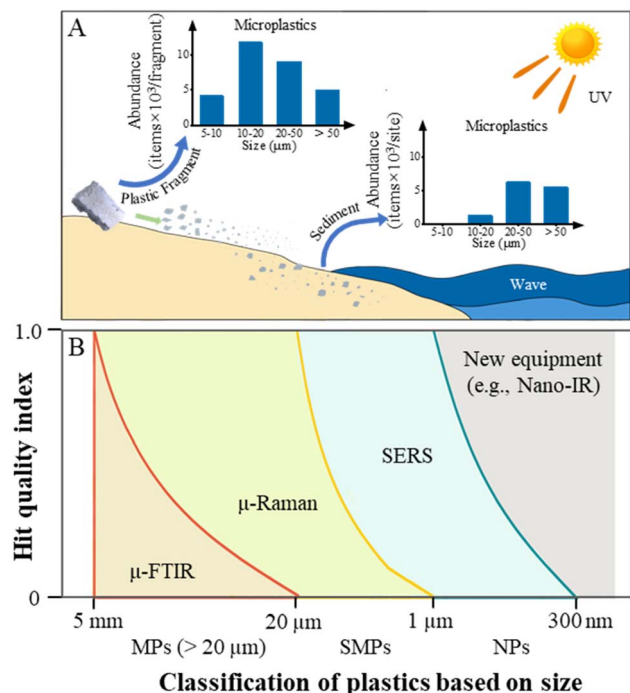 A
Microplastics
Abundance
(items×10³/fragment)
15
10
5
0
5-10 10-20 20-50 > 50
Size (μm)
Plastic Fragment
UV
Microplastics
Abundance
(items×10³/site)
10
5
0
5-10 10-20 20-50 > 50
Size (μm)
Sediment
Wave
B
Hit quality index
1.0
0
New equipment
(e.g., Nano-IR)
SERS
μ-Raman
μ-FTIR
5 mm 20 μm 1 μm 300 nm
MPs (> 20 μm) SMPs NPs
Classification of plastics based on size